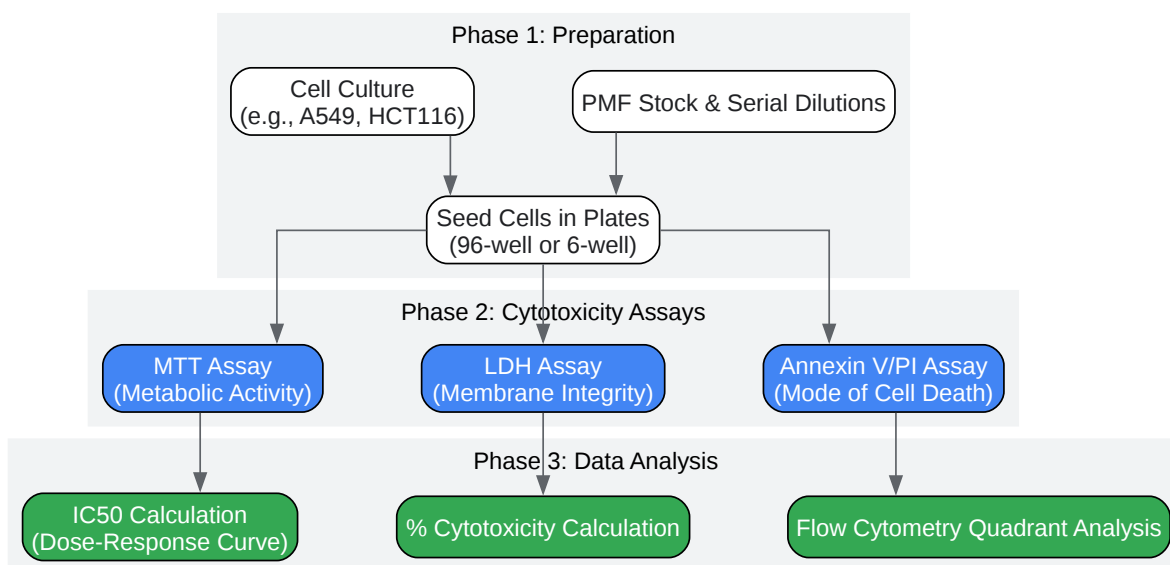 Phase 1: Preparation
Cell Culture
(e.g., A549, HCT116)
PMF Stock & Serial Dilutions
Seed Cells in Plates
(96-well or 6-well)
Phase 2: Cytotoxicity Assays
MTT Assay
(Metabolic Activity)
LDH Assay
(Membrane Integrity)
Annexin V/PI Assay
(Mode of Cell Death)
Phase 3: Data Analysis
IC50 Calculation
(Dose-Response Curve)
% Cytotoxicity Calculation
Flow Cytometry Quadrant Analysis